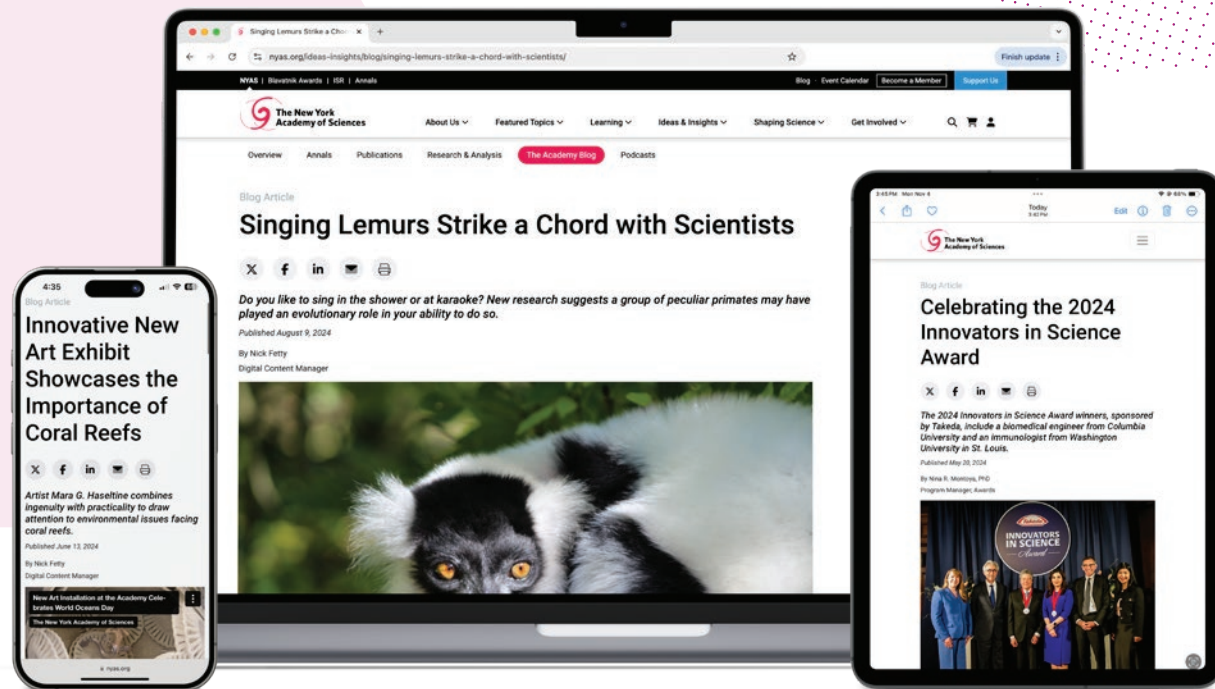 Singing Lemurs Strike a Cho
nyas.org/ideas-insights/blog/singing-lemurs-strike-a-chord-with-scientists/
Finish update
NYAS | Blavatnik Awards | ISR | Annals
Blog · Event Calendar Become a Member Support Us
The New York
Academy of Sciences
About Us Featured Topics Learning Ideas & Insights Shaping Science Get Involved
Overview Annals Publications Research & Analysis The Academy Blog Podcasts
Blog Article
Singing Lemurs Strike a Chord with Scientists
Do you like to sing in the shower or at karaoke? New research suggests a group of peculiar primates may have
played an evolutionary role in your ability to do so.
Published August 9, 2024
By Nick Fetty
Digital Content Manager
4:35
Blog Article
Innovative New
Art Exhibit
Showcases the
Importance of
Coral Reefs
Artist Mara G. Haseltine combines
ingenuity with practicality to draw
attention to environmental issues facing
coral reefs.
Published June 13, 2024
By Nick Fetty
Digital Content Manager
New Art Installation at the Academy Cele-
brates World Oceans Day
The New York Academy of Sciences
nyas.org
Mon Nov 4
Today
Edit
The New York
Academy of Sciences
Blog Article
Celebrating the 2024
Innovators in Science
Award
The 2024 Innovators in Science Award winners, sponsored
by Takeda, include a biomedical engineer from Columbia
University and an immunologist from Washington
University in St. Louis.
Published May 20, 2024
By Nina R. Montoya, PhD
Program Manager, Awards
Takeda
INNOVATORS
IN SCIENCE
Award